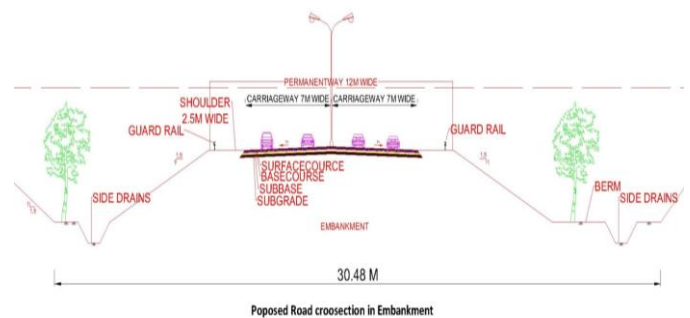 PERMANENTWAY 12M WIDE
CARRIAGEWAY 7M WIDE CARRIAGEWAY 7M WIDE
SHOULDER
2.5M WIDE
GUARD RAIL
GUARD RAIL
SURFACECOURCE
BASECOURSE
SUBBASE
SUBGRADE
SIDE DRAINS
BERM
SIDE DRAINS
EMBANKMENT
30.48 M
Poposed Road croosection in Embankment